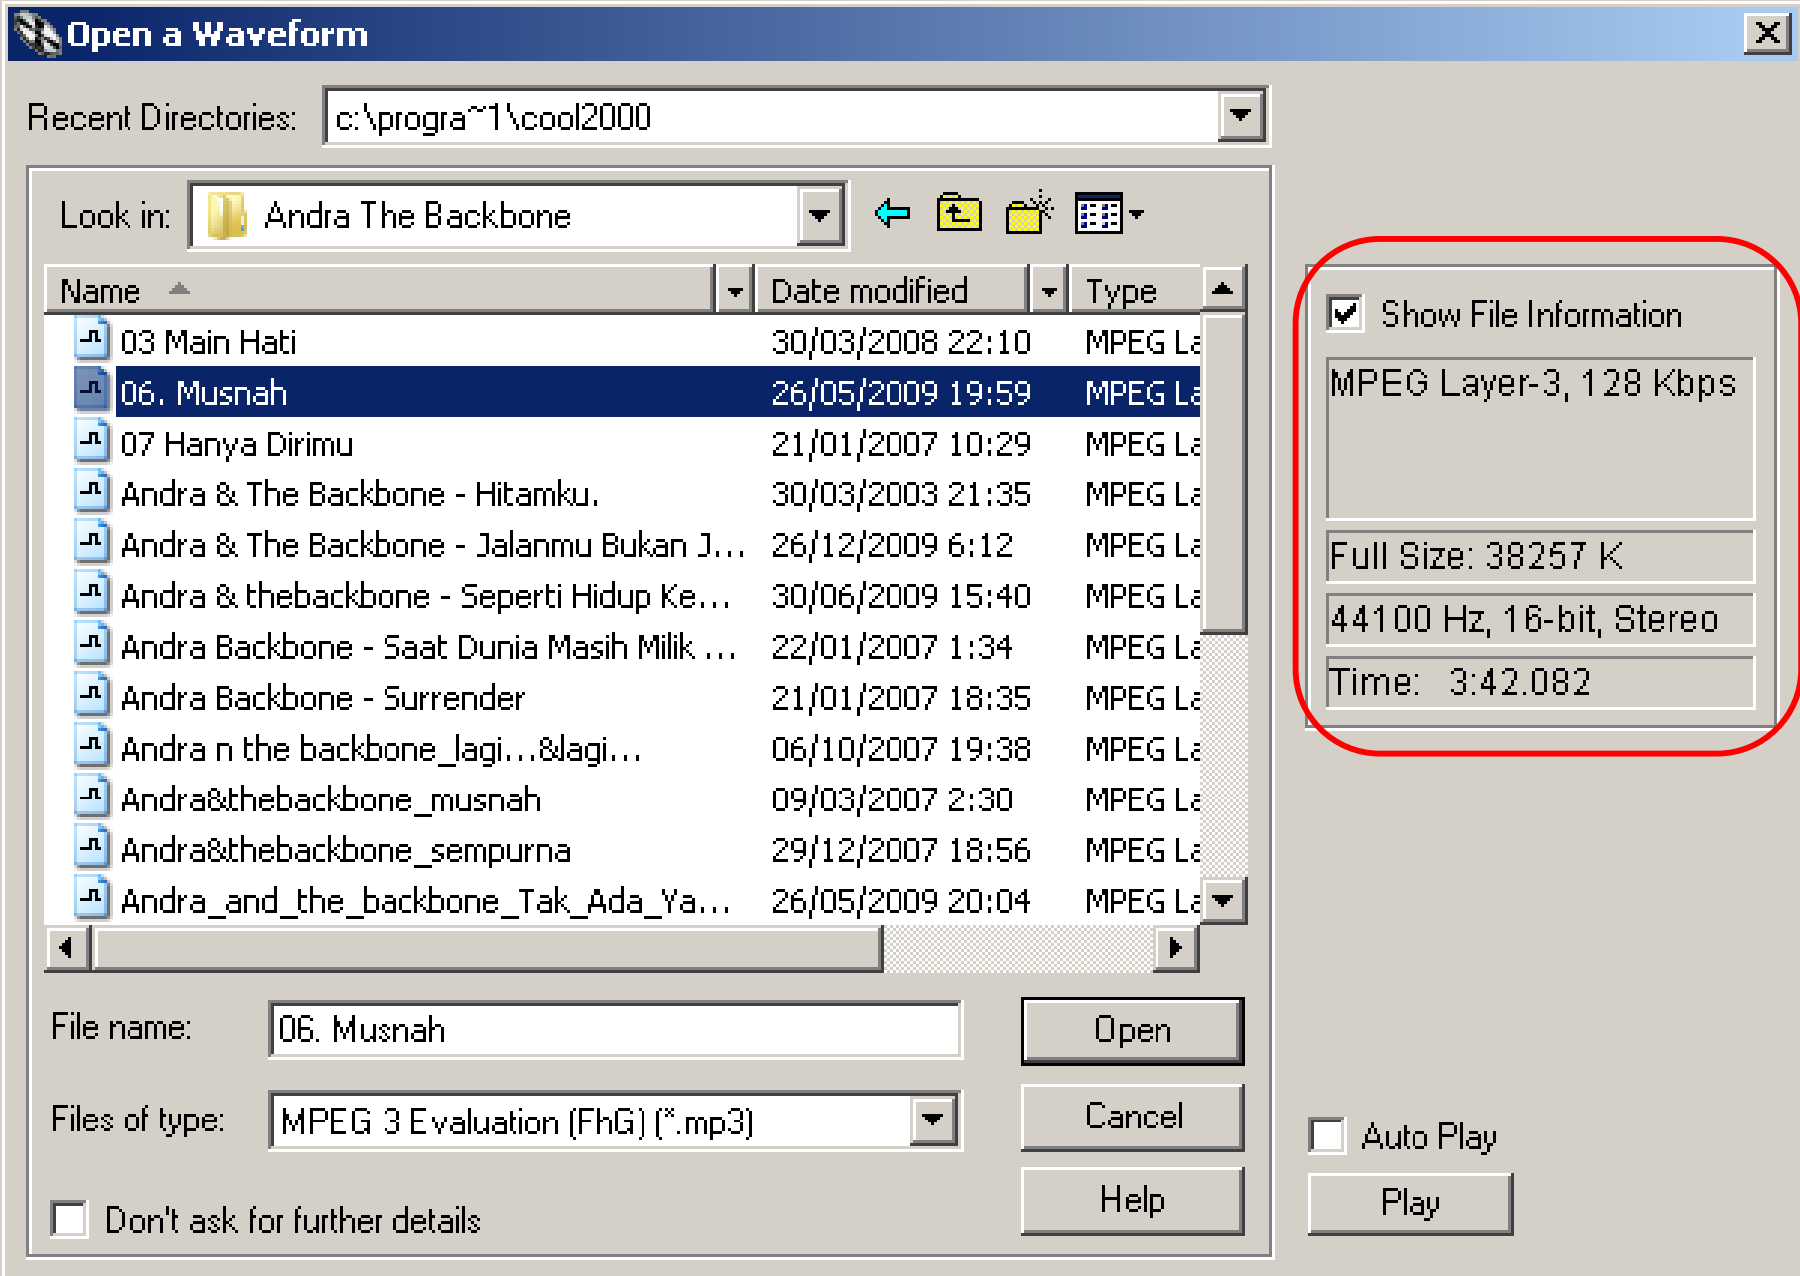 Open a Waveform
Recent Directories: c:\progra~1\cool2000
Look in: Andra The Backbone
Name Date modified Type
03 Main Hati 30/03/2008 22:10 MPEG La
06. Musnah 26/05/2009 19:59 MPEG La
07 Hanya Dirimu 21/01/2007 10:29 MPEG La
Andra & The Backbone - Hitamku. 30/03/2003 21:35 MPEG La
Andra & The Backbone - Jalanmu Bukan J... 26/12/2009 6:12 MPEG La
Andra & thebackbone - Seperti Hidup Ke... 30/06/2009 15:40 MPEG La
Andra Backbone - Saat Dunia Masih Milik ... 22/01/2007 1:34 MPEG La
Andra Backbone - Surrender 21/01/2007 18:35 MPEG La
Andra n the backbone_lagi...&lagi... 06/10/2007 19:38 MPEG La
Andra&thebackbone_musnah 09/03/2007 2:30 MPEG La
Andra&thebackbone_sempurna 29/12/2007 18:56 MPEG La
Andra_and_the_backbone_Tak_Ada_Ya... 26/05/2009 20:04 MPEG La
File name: 06. Musnah
Open
Files of type: MPEG 3 Evaluation (FhG) (*.mp3)
Cancel
Don't ask for further details
Help
Show File Information
MPEG Layer-3, 128 Kbps
Full Size: 38257 K
44100 Hz, 16-bit, Stereo
Time: 3:42.082
Auto Play
Play